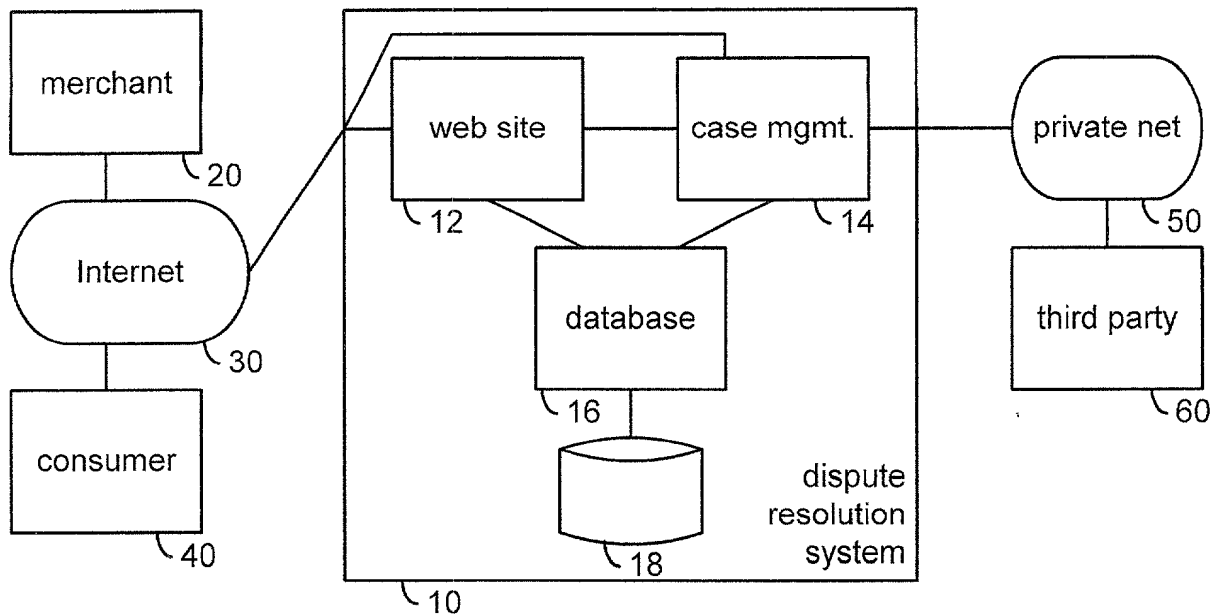 merchant
20
Internet
30
consumer
40
web site
12
case mgmt.
14
database
16
18
dispute
resolution
system
10
private net
50
third party
60